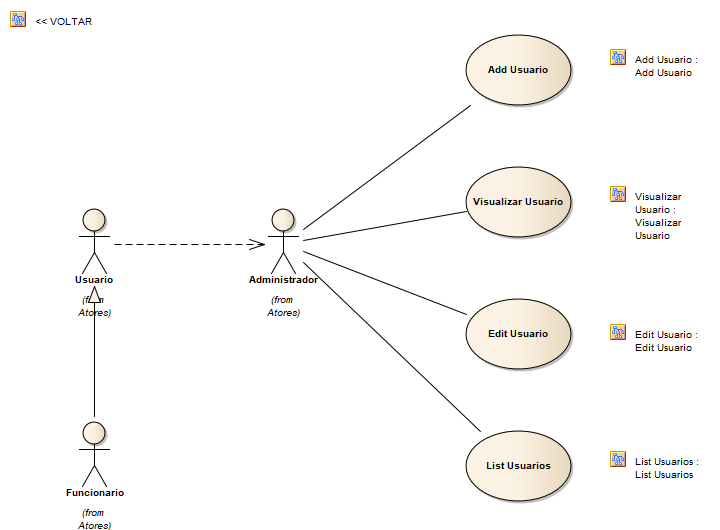 << VOLTAR
Add Usuario
Add Usuario :
Add Usuario
Visualizar Usuario
Visualizar
Usuario :
Visualizar
Usuario
Usuario
(from
Atores)
Administrador
(from
Atores)
Edit Usuario
Edit Usuario :
Edit Usuario
List Usuarios
List Usuarios :
List Usuarios
Funcionario
(from
Atores)